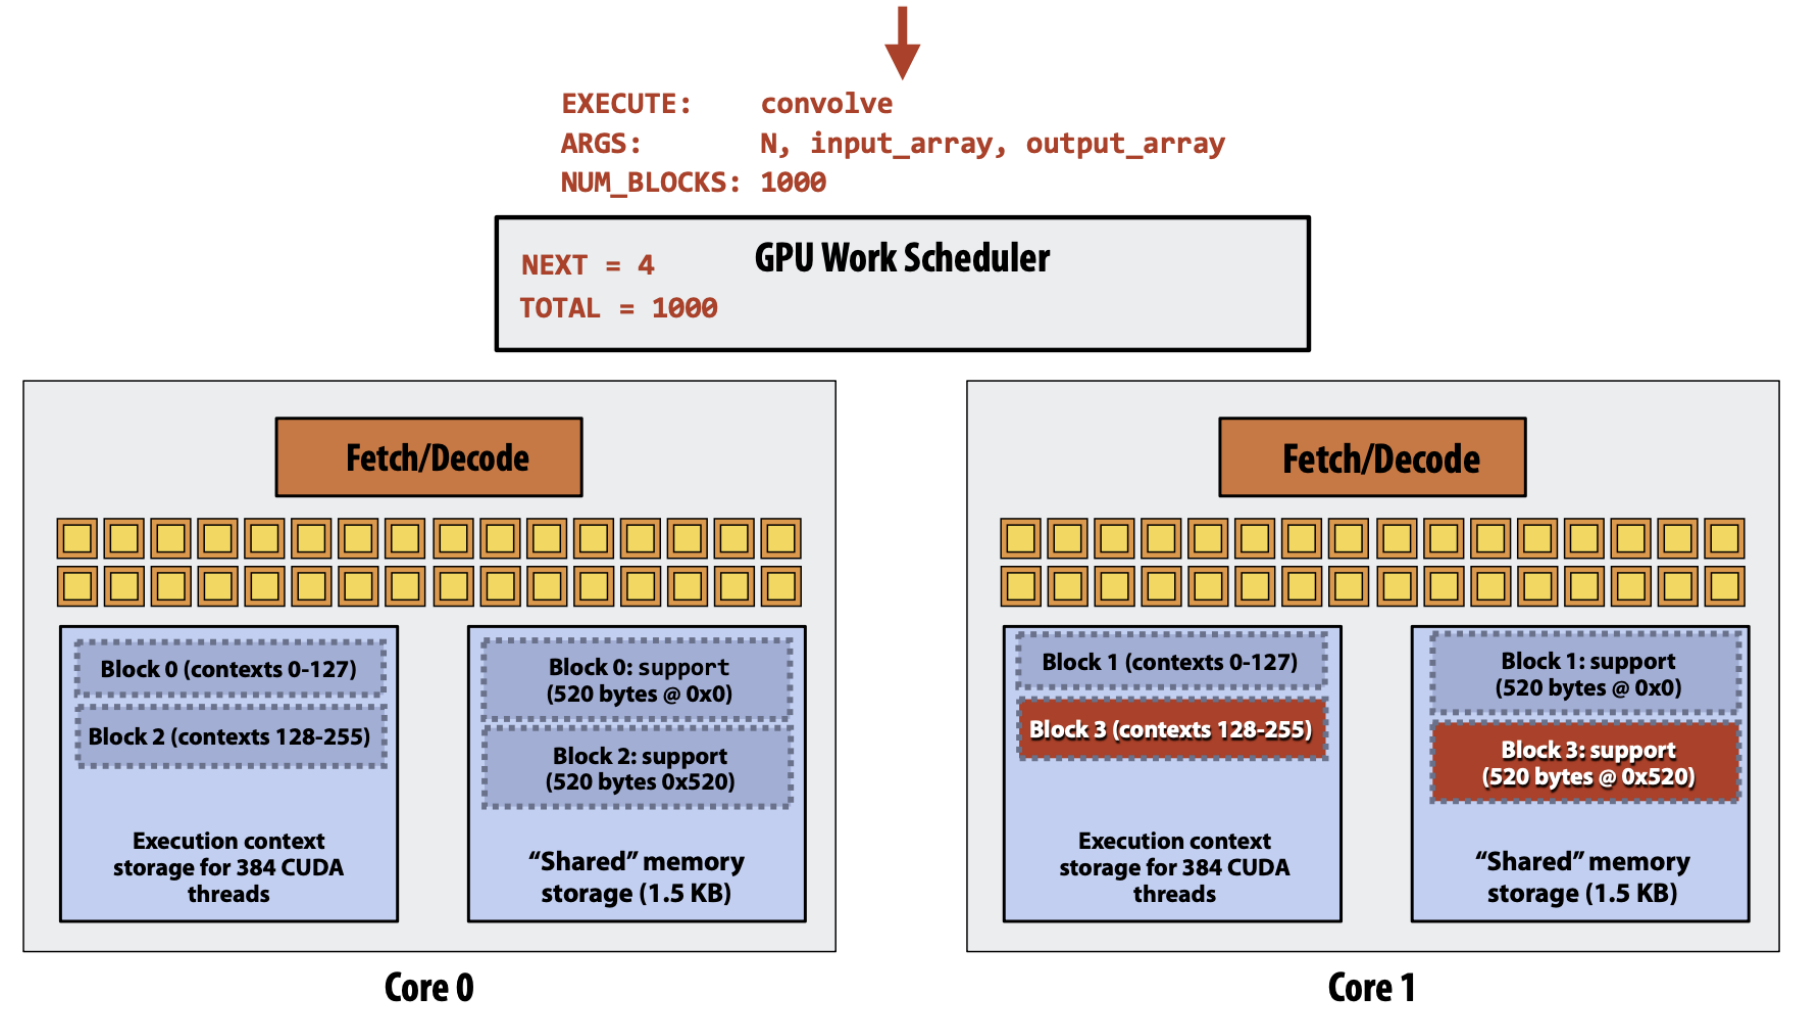 EXECUTE: convolve
ARGS: N, input_array, output_array
NUM_BLOCKS: 1000
GPU Work Scheduler
NEXT = 4
TOTAL = 1000
Fetch/Decode
Block 0 (contexts 0-127)
Block 2 (contexts 128-255)
Execution context
storage for 384 CUDA
threads
Block 0: support
(520 bytes @ 0x0)
Block 2: support
(520 bytes 0x520)
“Shared” memory
storage (1.5 KB)
Core 0
Fetch/Decode
Block 1 (contexts 0-127)
Block 3 (contexts 128-255)
Execution context
storage for 384 CUDA
threads
Block 1: support
(520 bytes @ 0x0)
Block 3: support
(520 bytes @ 0x520)
“Shared” memory
storage (1.5 KB)
Core 1